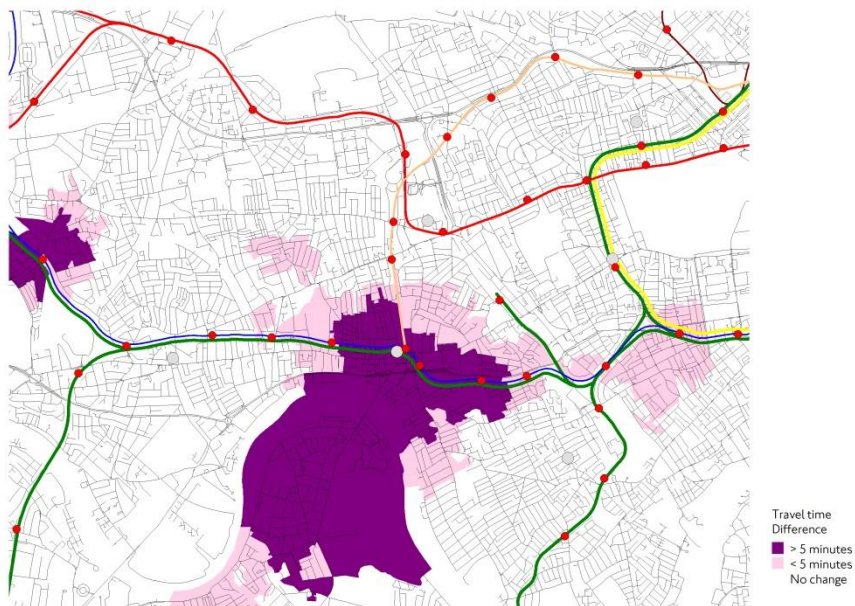 Travel time
Difference
> 5 minutes
< 5 minutes
No change